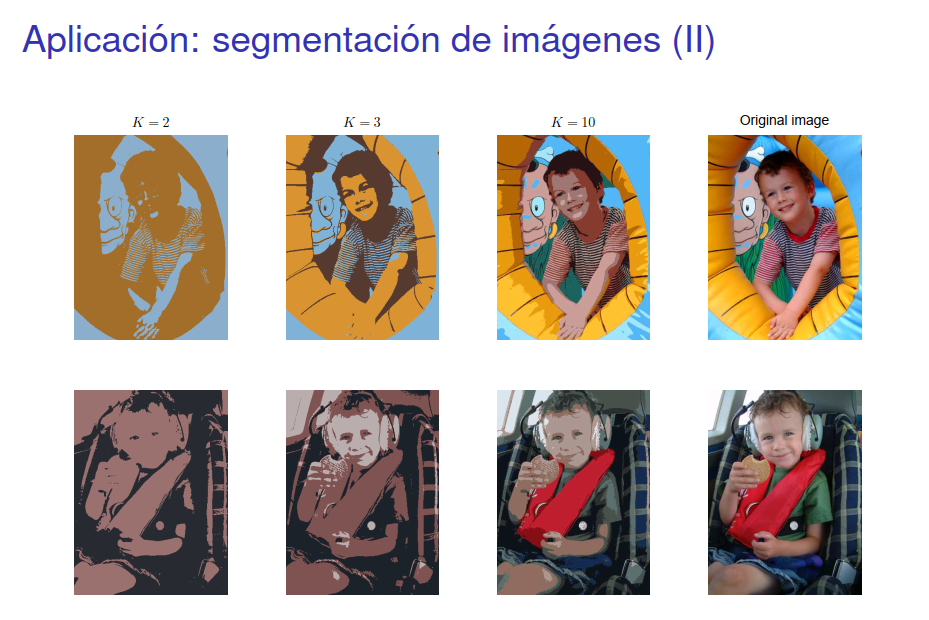 Aplicación: segmentación de imágenes (II)
K = 2
K = 3
K = 10
Original image